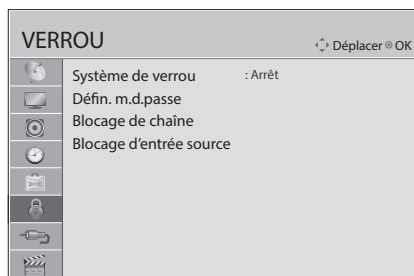 VERROU
Déplacer OK
Système de verrou : Arrêt
Défin. m.d.passe
Blocage de chaîne
Blocage d'entrée source